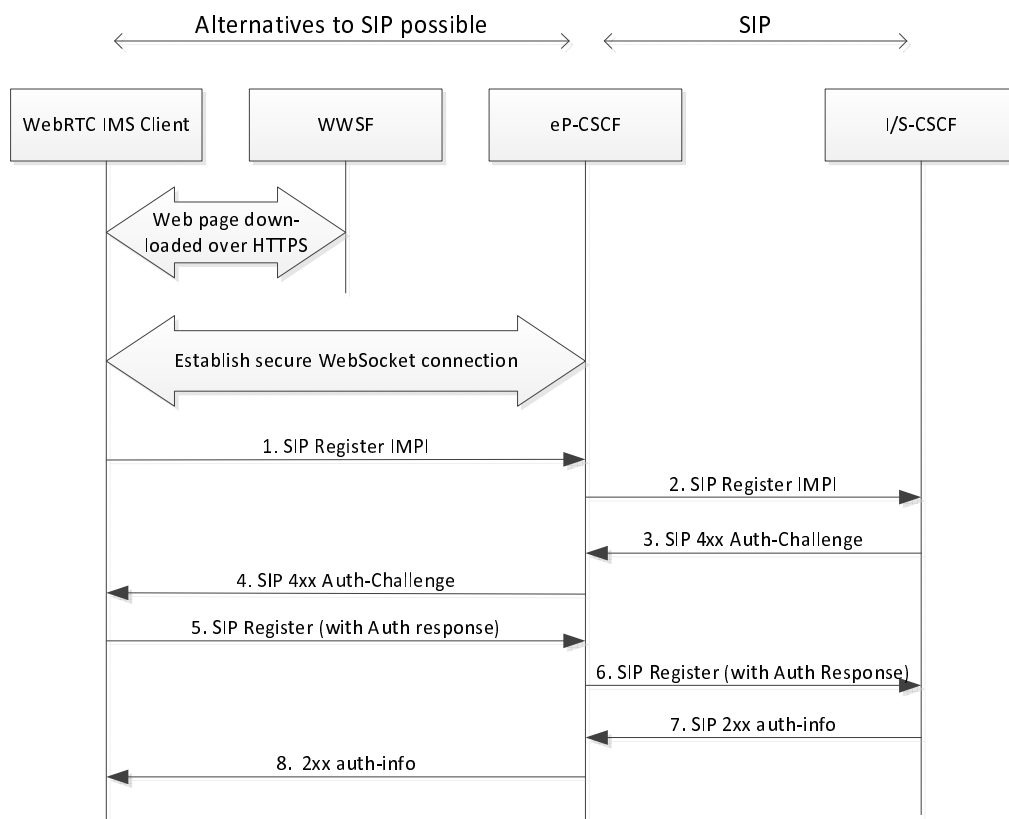 Alternatives to SIP possible
SIP
WebRTC IMS Client
WWSF
eP-CSCF
I/S-CSCF
Web page down-
loaded over HTTPS
Establish secure WebSocket connection
1. SIP Register IMPI
2. SIP Register IMPI
3. SIP 4xx Auth-Challenge
4. SIP 4xx Auth-Challenge
5. SIP Register (with Auth response)
6. SIP Register (with Auth Response)
7. SIP 2xx auth-info
8.  2xx auth-info